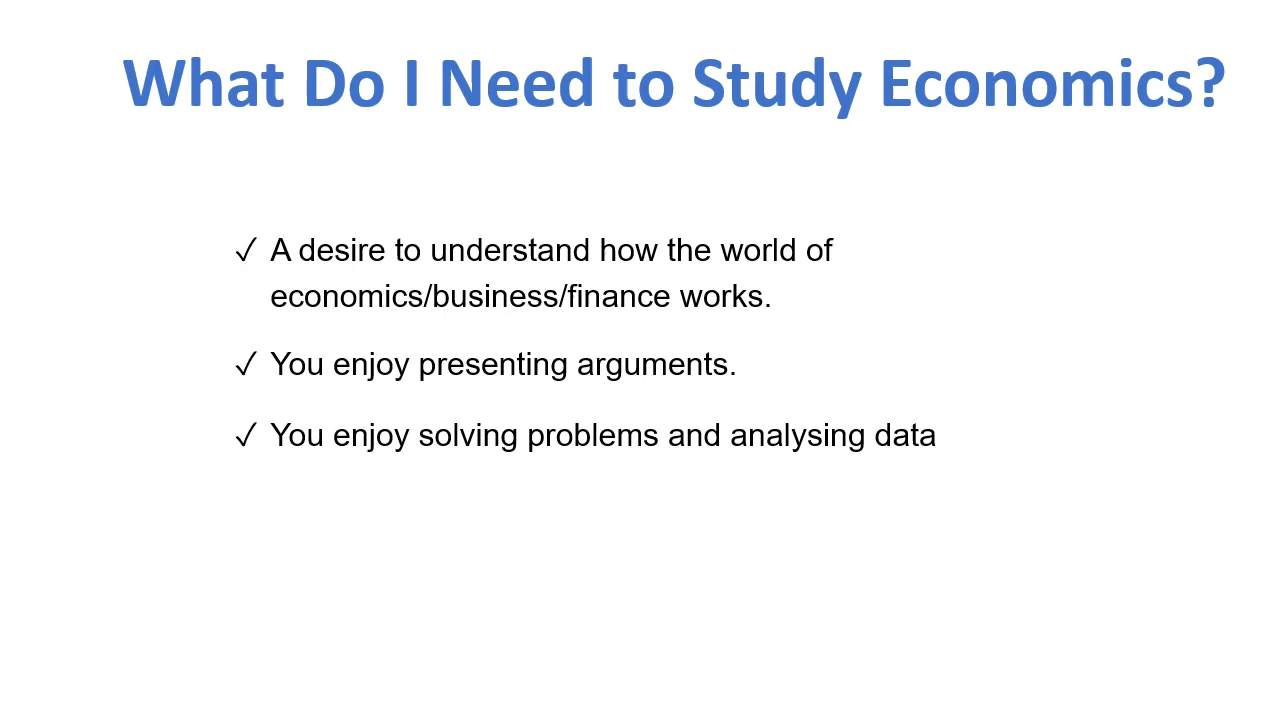 What Do I Need to Study Economics?
✓ A desire to understand how the world of
economics/business/finance works.
✓ You enjoy presenting arguments.
✓ You enjoy solving problems and analysing data